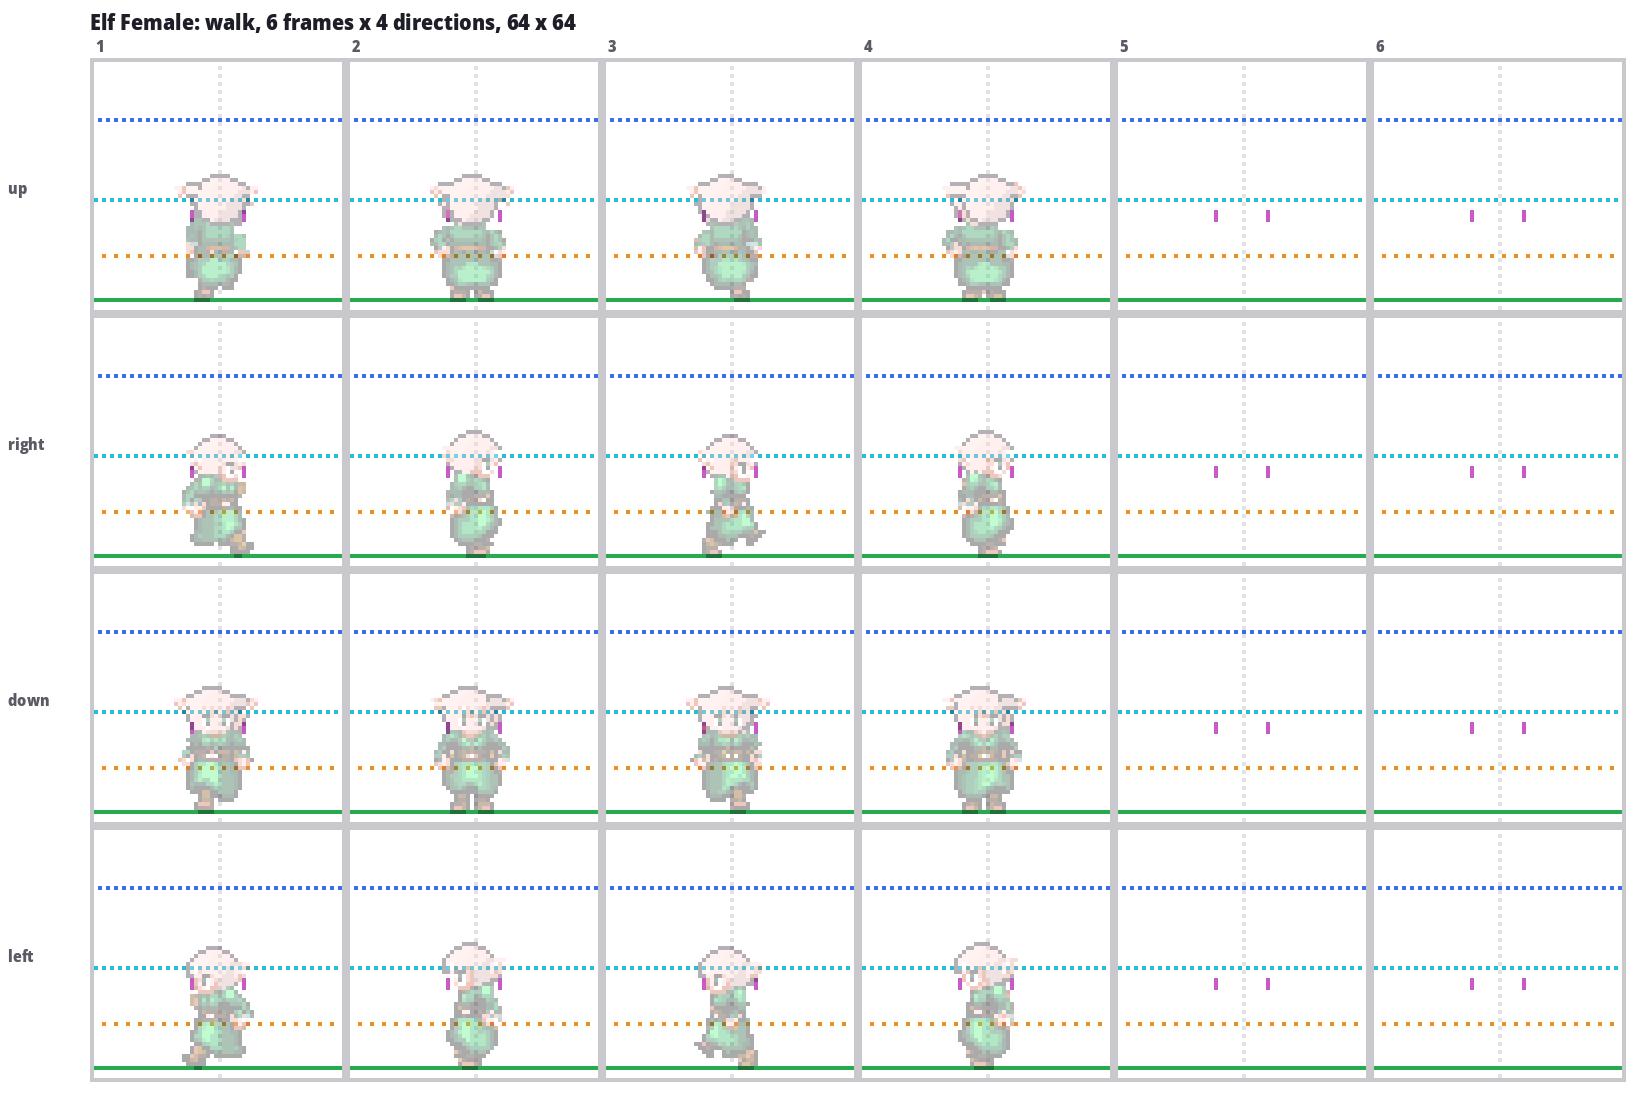 Elf Female: walk, 6 frames x 4 directions, 64 x 64
1 2 3 4 5 6
up
right
down
left